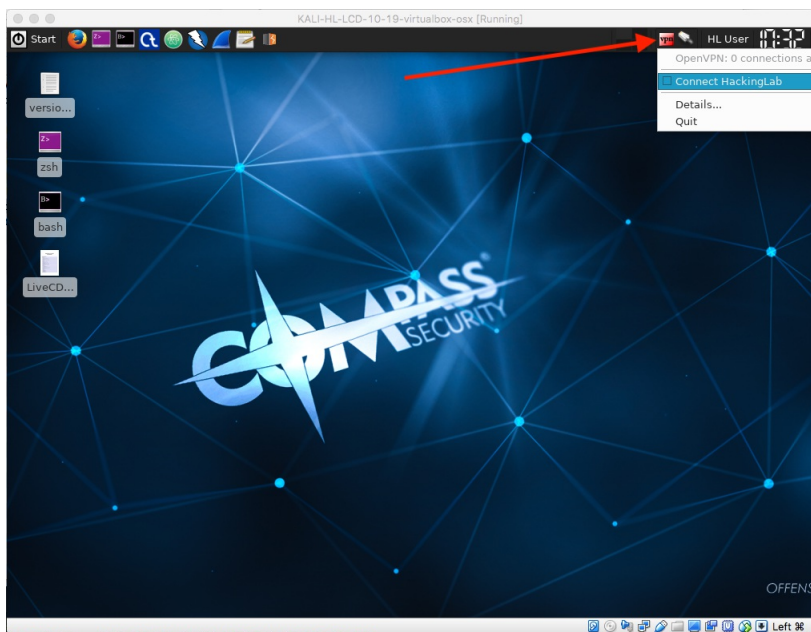 KALI-HL-LCD-10-19-virtualbox-osx [Running]
Start
vpn
HL User
OpenVPN: 0 connections a
Connect HackingLab
Details...
Quit
versio...
Z>
zsh
B>
bash
LiveCD...
COMPASS
SECURITY
®
OFFENS
Left ⌘